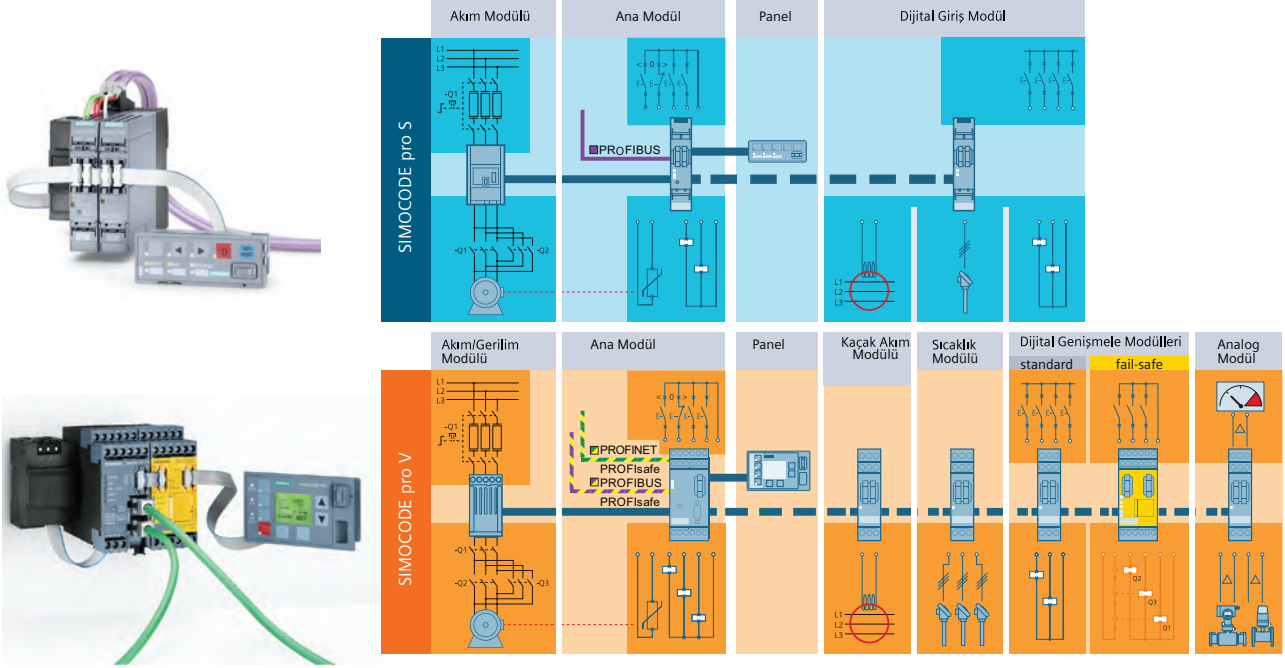 Akım Modülü
Ana Modül
Panel
Dijital Giriş Modül
SIMOCODE pro S
L1
L2
L3
-Q1
< x O x >
E
E
E
E
PROFIBUS
-Q1
-Q2
L1
L2
L3
Akım/Gerilim
Modülü
Ana Modül
Panel
Kaçak Akım
Modülü
Sıcaklık
Modülü
Dijital Genişmele Modülleri
standard
fail-safe
Analog
Modül
SIMOCODE pro V
L1
L2
L3
-Q1
< x O x >
E
E
E
PROFINET
PROFIsafe
PROFIBUS
PROFIsafe
-Q1
-Q2
-Q3
L1
L2
L3
Q2
Q3
Q1